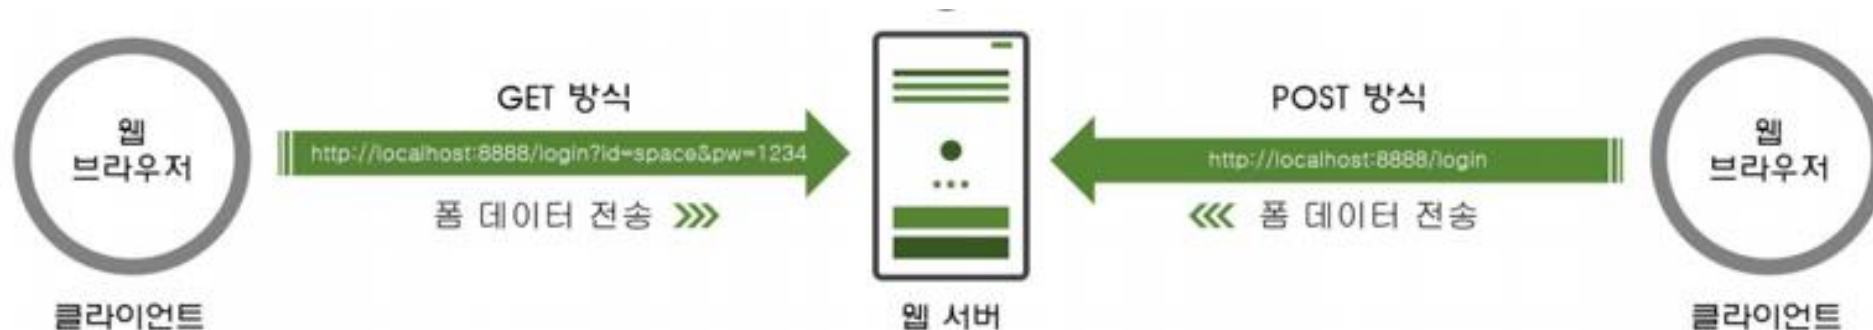 GET 방식
POST 방식
웹
브라우저
http://localhost:8888/login?id=space&pw=1234
http://localhost:8888/login
웹
브라우저
폼 데이터 전송
폼 데이터 전송
클라이언트
웹 서버
클라이언트